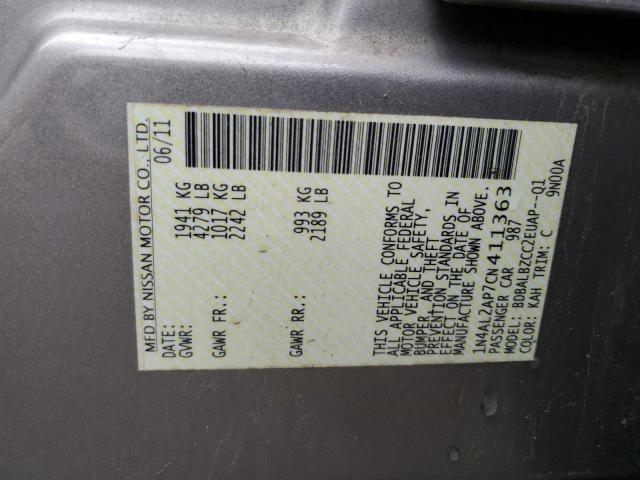 MFD BY NISSAN MOTOR CO., LTD.
DATE: 06/11
GVWR: 1941 KG
4279 LB
GAWR FR.: 1017 KG
2242 LB
GAWR RR.: 993 KG
2189 LB
THIS VEHICLE CONFORMS TO
ALL APPLICABLE FEDERAL
MOTOR VEHICLE SAFETY,
BUMPER, AND THEFT
PREVENTION STANDARDS IN
EFFECT ON THE DATE OF
MANUFACTURE SHOWN ABOVE.
1N4AL2AP7CN411363
PASSENGER CAR 987
MODEL: BDBALBZCC2EUAP--Q1
COLOR: KAH TRIM: C 9N00A